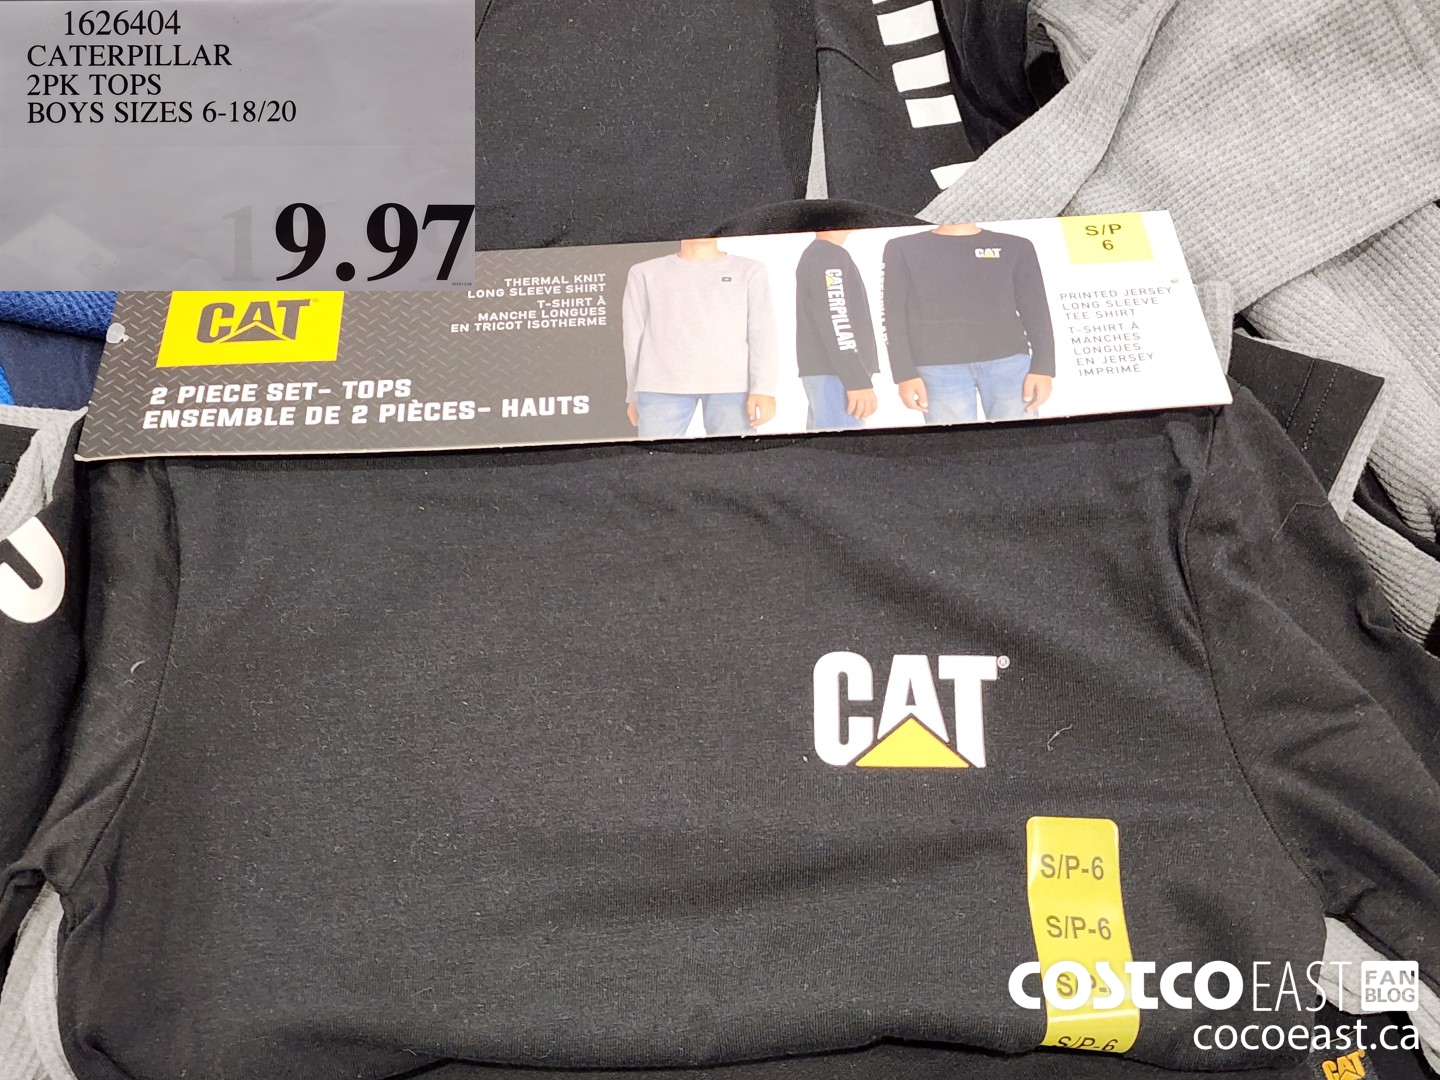 1626404
CATERPILLAR
2PK TOPS
BOYS SIZES 6-18/20
9.97
CAT
2 PIECE SET- TOPS
ENSEMBLE DE 2 PIÈCES- HAUTS
THERMAL KNIT
LONG SLEEVE SHIRT
T-SHIRT À
MANCHE LONGUES
EN TRICOT ISOTHERME
CATERPILLAR
CAT
S/P
6
PRINTED JERSEY
LONG SLEEVE
TEE SHIRT
T-SHIRT À
MANCHES
LONGUES
EN JERSEY
IMPRIMÉ
CAT®
S/P-6
S/P-6
S/P-
S/P-6
COSTCO EAST FAN BLOG
cocoeast.ca
CAT